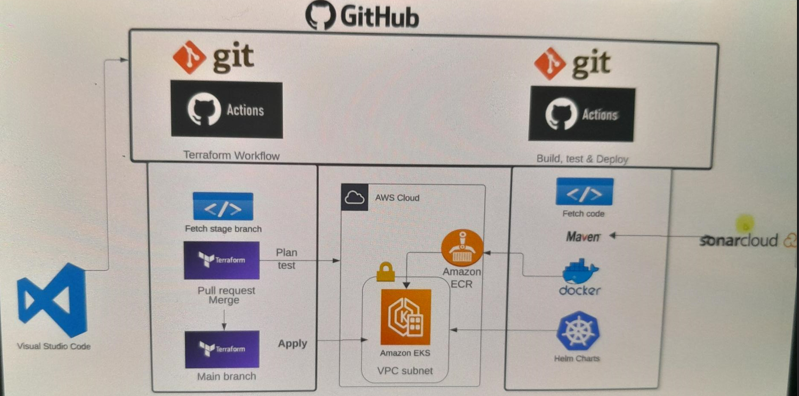 GitHub
git
Actions
Terraform Workflow
git
Actions
Build, test & Deploy
Fetch stage branch
Terraform
Pull request
Merge
Terraform
Main branch
Plan
test
Apply
AWS Cloud
Amazon
ECR
Amazon EKS
VPC subnet
Fetch code
Maven
docker
Helm Charts
sonarcloud
Visual Studio Code